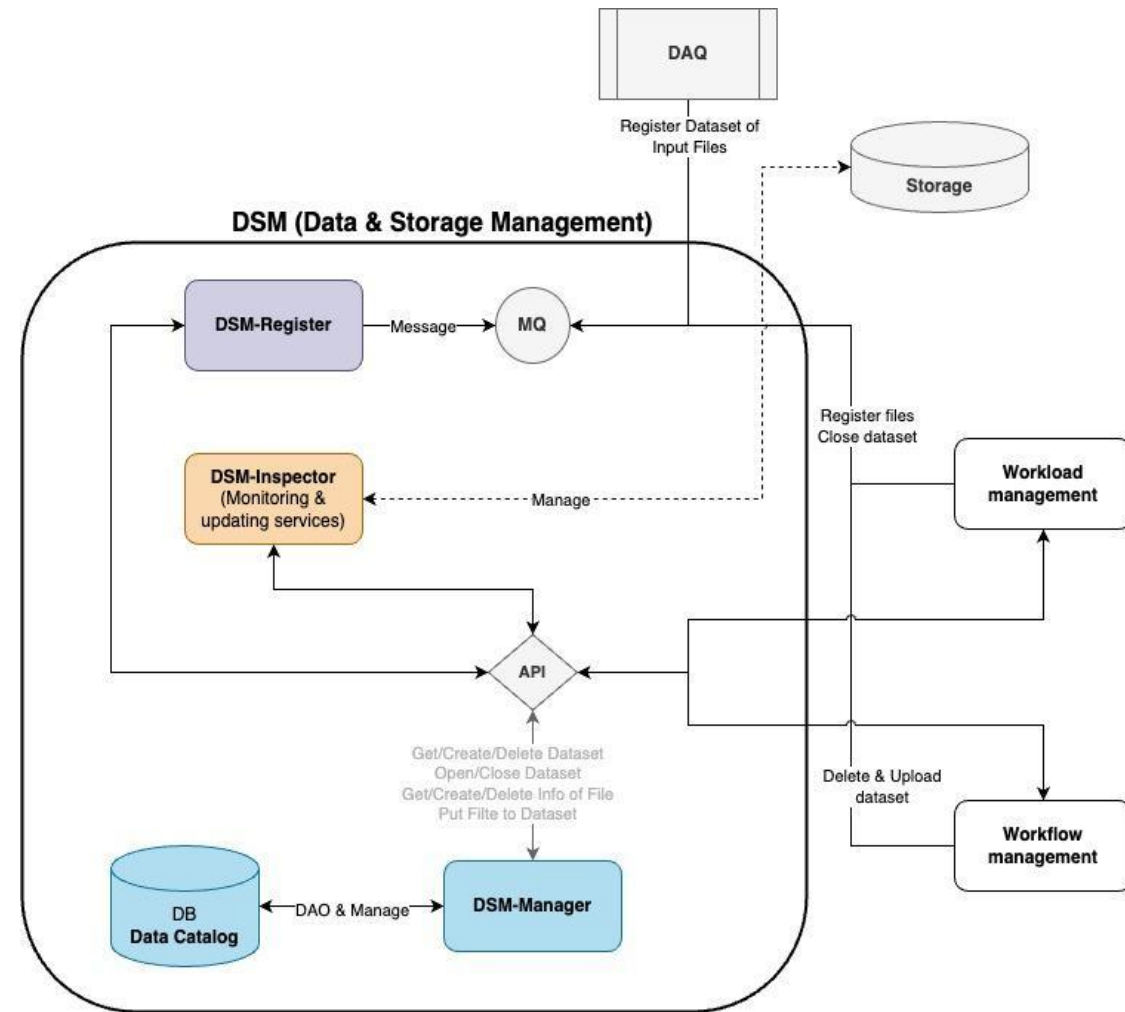 DAQ
Register Dataset of
Input Files
Storage
DSM (Data & Storage Management)
DSM-Register
Message
MQ
Register files
Close dataset
DSM-Inspector
(Monitoring &
updating services)
Manage
Workload
management
API
Get/Create/Delete Dataset
Open/Close Dataset
Get/Create/Delete Info of File
Put Filte to Dataset
Delete & Upload
dataset
Workflow
management
DB
Data Catalog
DAO & Manage
DSM-Manager